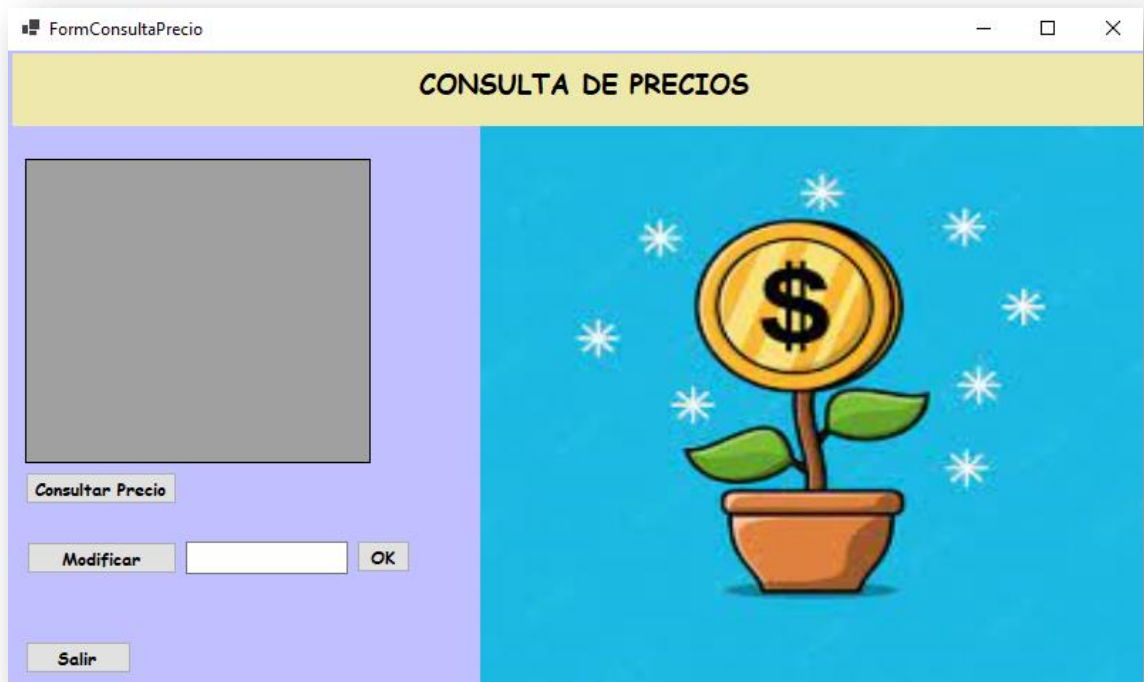 FormConsultaPrecio
CONSULTA DE PRECIOS
$
Consultar Precio
Modificar OK
Salir